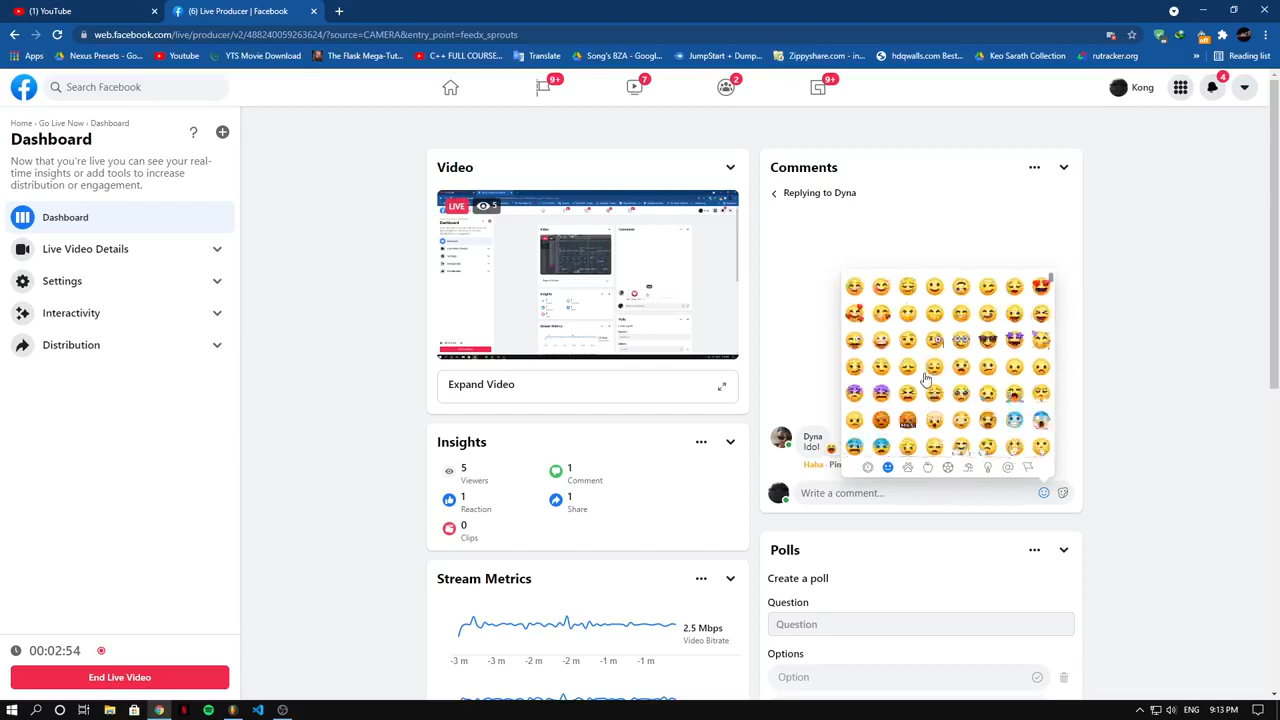 (1) YouTube
(6) Live Producer | Facebook
web.facebook.com/live/producer/v2/488240059263624/?source=CAMERA&entry_point=feedx_sprouts
Apps
Nexus Presets - Go...
Youtube
YTS Movie Download
The Flask Mega-Tut...
C++ FULL COURSE...
Translate
Song's BZA - Googl...
JumpStart + Dump...
Zippyshare.com - in...
hdqwalls.com - Best...
Keo Sarath Collection
rutracker.org
»
Reading list
Search Facebook
9+
7
2
9+
Kong
4
Home › Go Live Now › Dashboard
Dashboard
Now that you're live you can see your real-
time insights or add tools to increase
distribution or engagement.
Dashboard
Live Video Details
Settings
Interactivity
Distribution
00:02:54
End Live Video
Video
LIVE
5
Expand Video
Insights
5
Viewers
1
Comment
1
Reaction
1
Share
0
Clips
Stream Metrics
2.5 Mbps
Video Bitrate
-3 m
-3 m
-2 m
-2 m
-1 m
-1 m
Comments
Replying to Dyna
Dyna
Idol
Haha · Pin
Write a comment...
Polls
Create a poll
Question
Question
Options
Option
ENG
9:13 PM